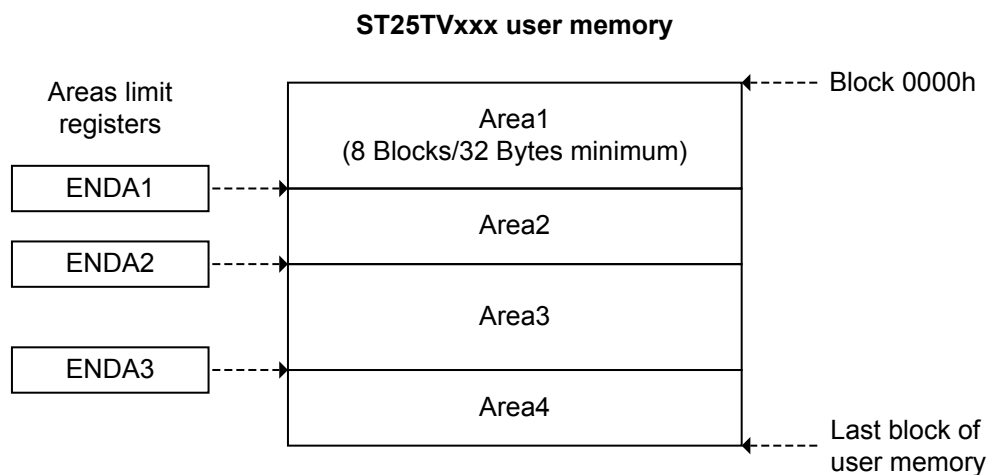 ST25TVxxx user memory
Areas limit
registers
Block 0000h
Area1
(8 Blocks/32 Bytes minimum)
ENDA1
Area2
ENDA2
Area3
ENDA3
Area4
Last block of
user memory